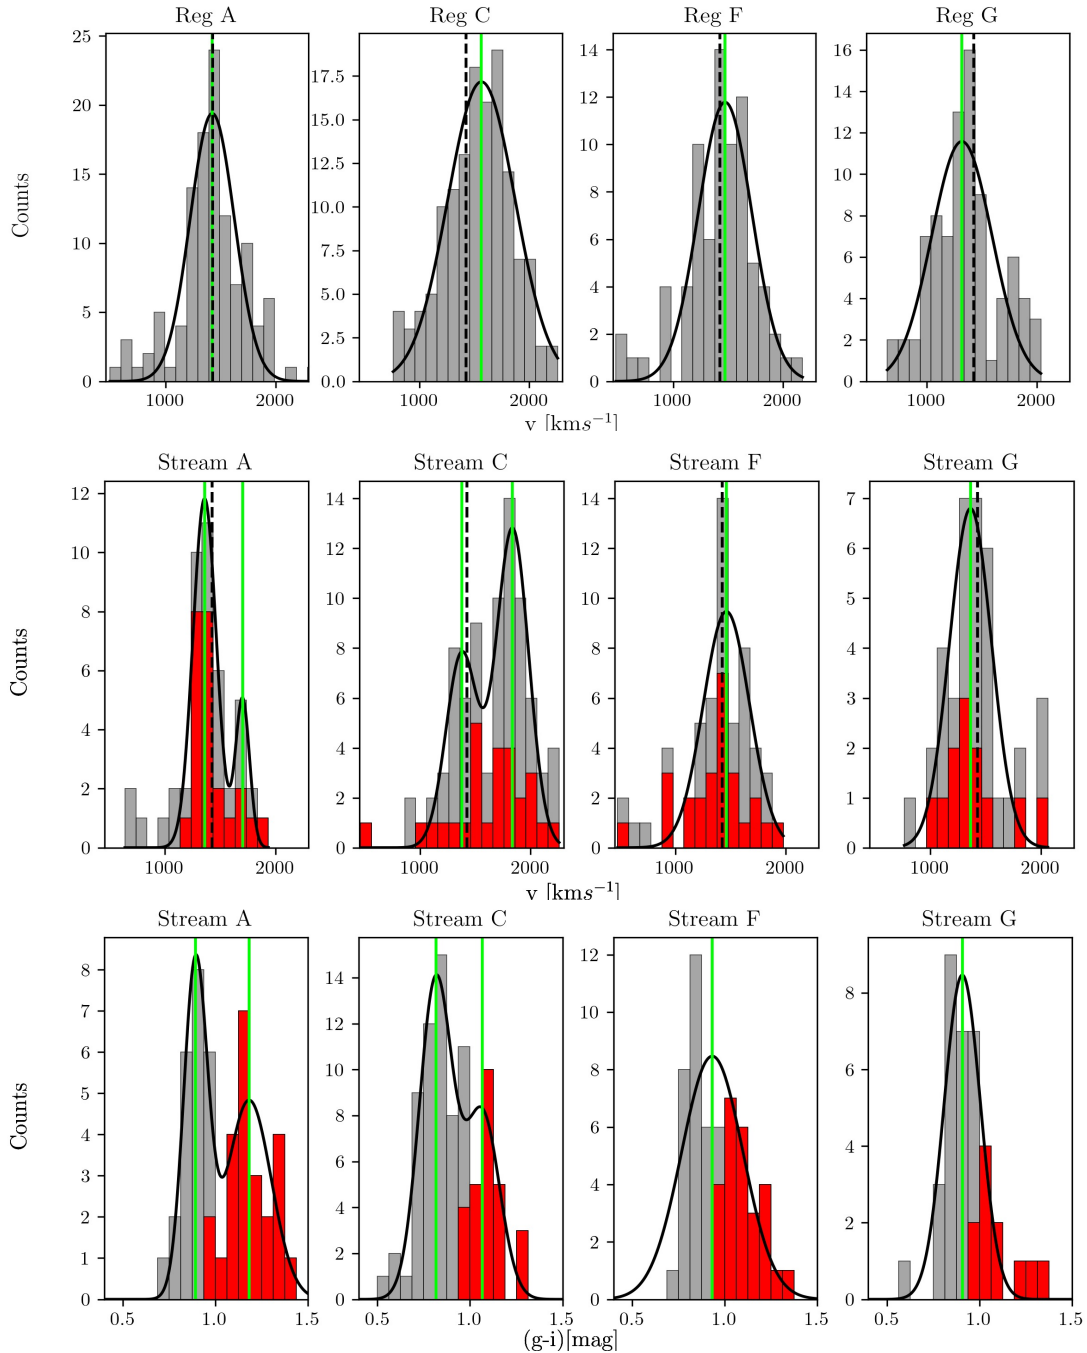 Reg A Reg C Reg F Reg G
25 20 15 10 5 0
17.5 15.0 12.5 10.0 7.5 5.0 2.5 0.0
14 12 10 8 6 4 2 0
16 14 12 10 8 6 4 2 0
Counts
1000 2000 1000 2000 1000 2000 1000 2000
v [kms⁻¹]
Stream A Stream C Stream F Stream G
12 10 8 6 4 2 0
14 12 10 8 6 4 2 0
14 12 10 8 6 4 2 0
7 6 5 4 3 2 1 0
Counts
1000 2000 1000 2000 1000 2000 1000 2000
v [kms⁻¹]
Stream A Stream C Stream F Stream G
8 7 6 5 4 3 2 1 0
14 12 10 8 6 4 2 0
12 10 8 6 4 2 0
8 6 4 2 0
Counts
0.5 1.0 1.5 0.5 1.0 1.5 0.5 1.0 1.5 0.5 1.0 1.5
(g-i)[mag]